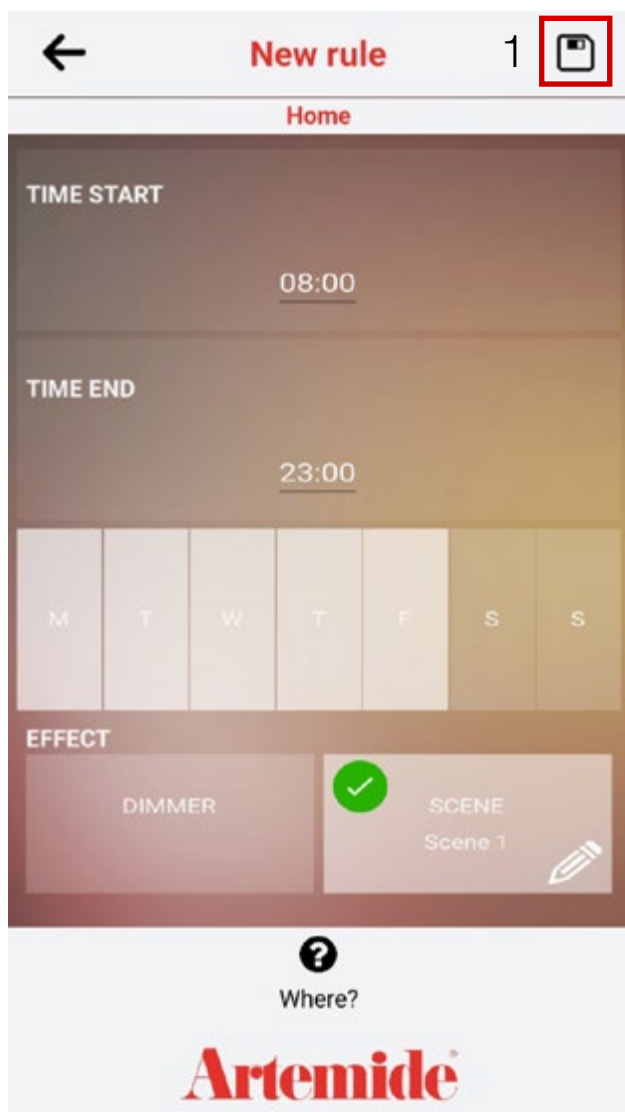 New rule 1
Home
TIME START
08:00
TIME END
23:00
M T W T F S S
EFFECT
DIMMER
SCENE
Scene 1
?
Where?
Artemide®